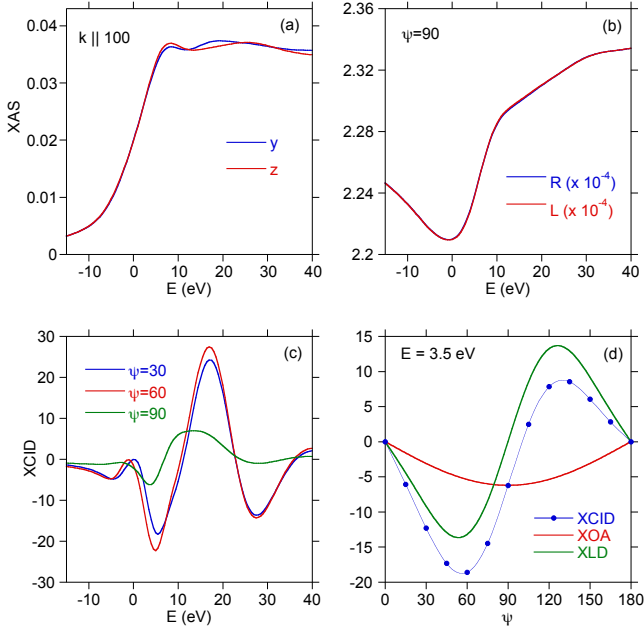 (a)
k || 100
XAS
0.04
0.03
0.02
0.01
0
y
z
-10 0 10 20 30 40
E (eV)
(b)
ψ=90
2.36
2.32
2.28
2.24
2.2
R (x 10-4)
L (x 10-4)
-10 0 10 20 30 40
E (eV)
(c)
XCID
30
20
10
0
-10
-20
-30
ψ=30
ψ=60
ψ=90
-10 0 10 20 30 40
E (eV)
(d)
E = 3.5 eV
15
10
5
0
-5
-10
-15
-20
XCID
XOA
XLD
0 30 60 90 120 150 180
ψ